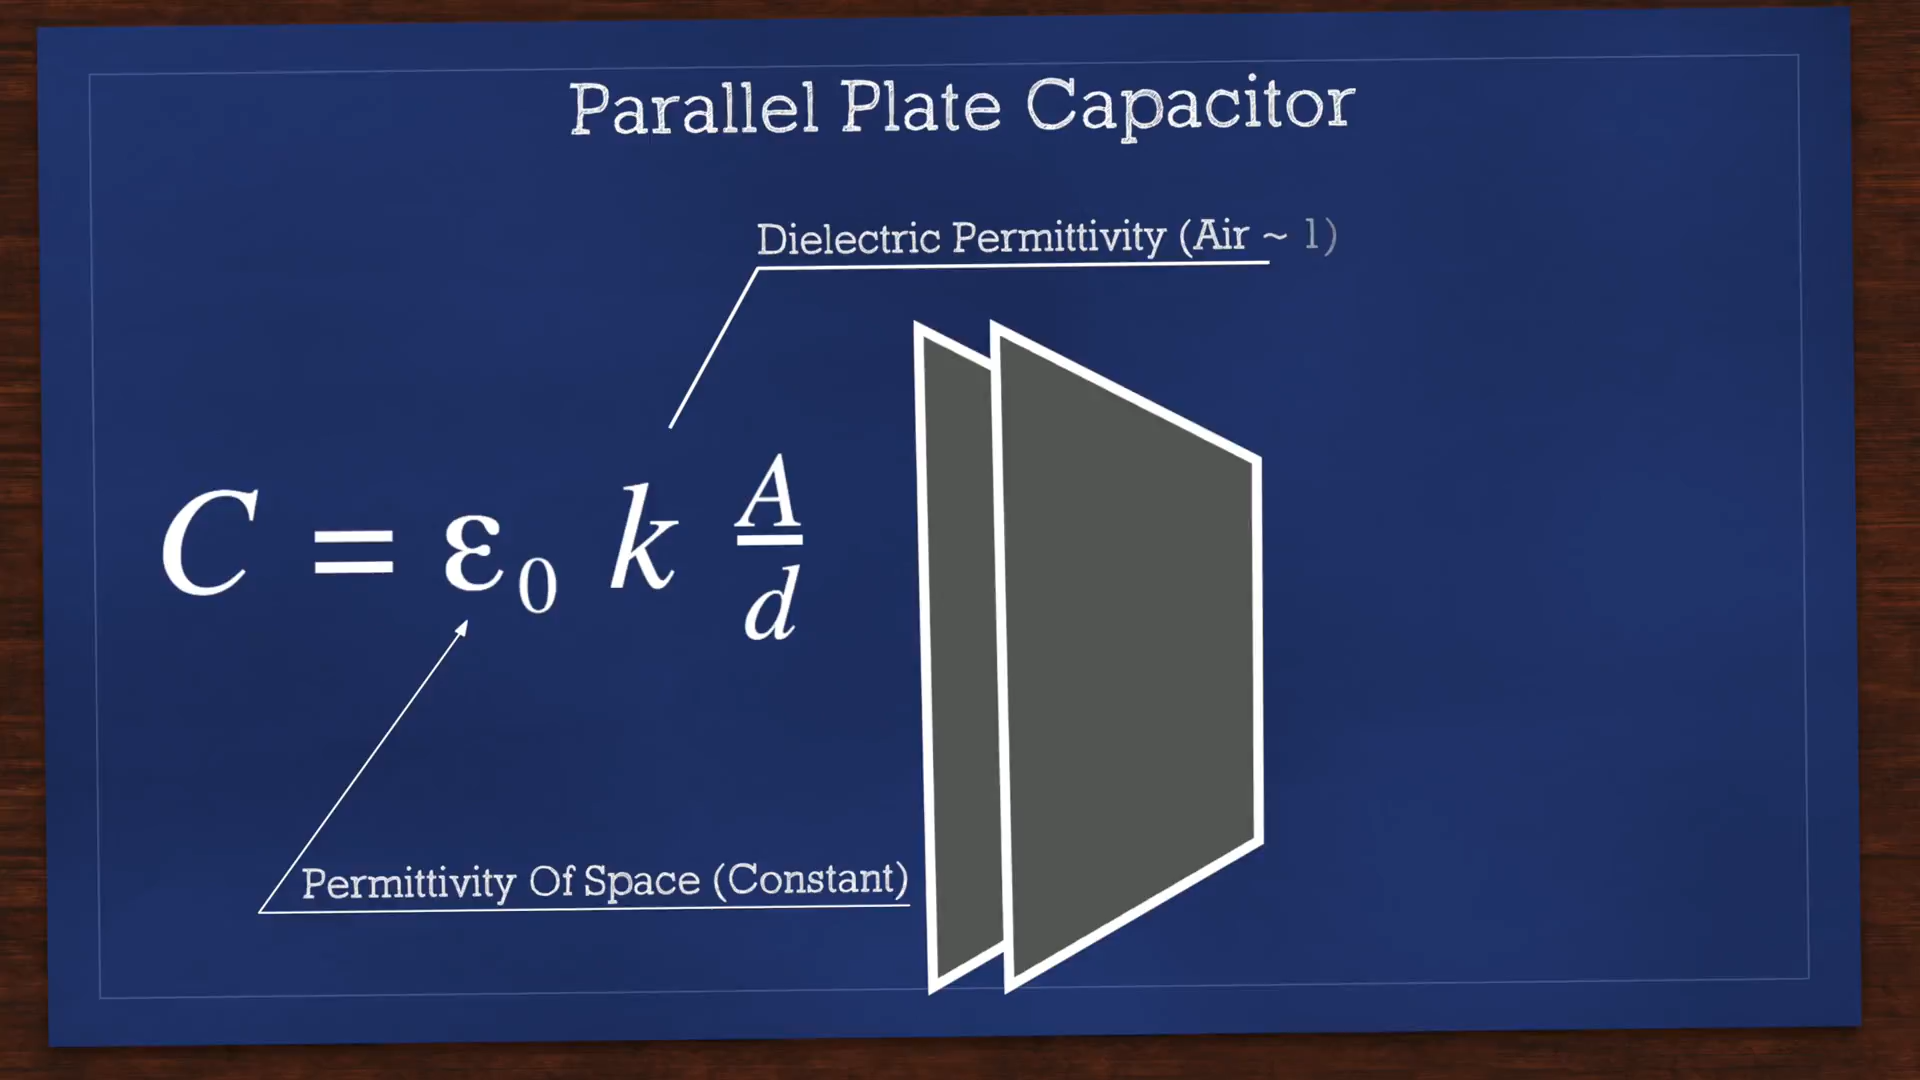 Parallel Plate Capacitor
Dielectric Permittivity (Air ~ 1)
C = ε₀ k A/d
Permittivity Of Space (Constant)